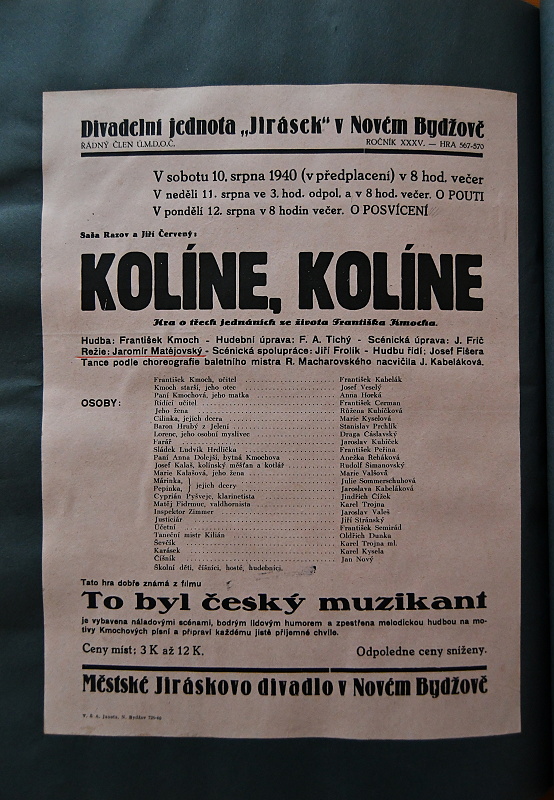 Divadelní jednota „Jirásek" v Novém Bydžově
ŘÁDNÝ ČLEN Ú.M.D.O.Č. ROČNÍK XXXV. — HRA 567-570
V sobotu 10. srpna 1940 (v předplacení) v 8 hod. večer
V neděli 11. srpna ve 3. hod. odpol. a v 8 hod. večer. O POUTI
V pondělí 12. srpna v 8 hodin večer. O POSVÍCENÍ
Saša Razov a Jiří Červený:
KOLÍNE, KOLÍNE
Hra o třech jednáních ze života Františka Kmocha.
Hudba: František Kmoch - Hudební úprava: F. A. Tichý - Scénická úprava: J. Frič
Režie: Jaromír Matějovský - Scénická spolupráce: Jiří Frolík - Hudbu řídí: Josef Fišera
Tance podle choreografie baletního mistra R. Macharovského nacvičila J. Kabeláková.
OSOBY:
František Kmoch, učitel František Kabelák
Kmoch starší, jeho otec Josef Veselý
Paní Kmochová, jeho matka Anna Horká
Řídící učitel František Cerman
Jeho žena Růžena Kubíčková
Cilinka, jejich dcera Marie Kyselová
Baron Hrubý z Jelení Stanislav Prchlík
Lorenc, jeho osobní myslivec Draga Čáslavský
Farář Jaroslav Kubíček
Sládek Ludvík Hrdlička František Peřina
Paní Anna Dolejší, bytná Kmochova Anežka Řeháková
Josef Kalaš, kolínský měšťan a kotlář Rudolf Šimanovský
Marie Kalašová, jeho žena Marie Valšová
Márinka, Julie Sommerschuhová
Pepinka, } jejich dcery Jaroslava Kabeláková
Cyprián Pyšveje, klarinetista Jindřich Čížek
Matěj Fidrmuc, valdhornista Karel Trojna
Inspektor Zimmer Jaroslav Valeš
Justiciár Jiří Stránský
Účetní František Semirád
Taneční mistr Kilián Oldřich Dunka
Ševčík Karel Trojna ml.
Karásek Karel Kysela
Číšník Jan Nový
Školní děti, číšníci, hosté, hudebníci.
Tato hra dobře známá z filmu
To byl český muzikant
je vybavena náladovými scénami, bodrým lidovým humorem a zpestřena melodickou hudbou na mo-
tivy Kmochových písní a připraví každému jistě příjemné chvíle.
Ceny míst: 3 K až 12 K. Odpoledne ceny sníženy.
Městské Jiráskovo divadlo v Novém Bydžově